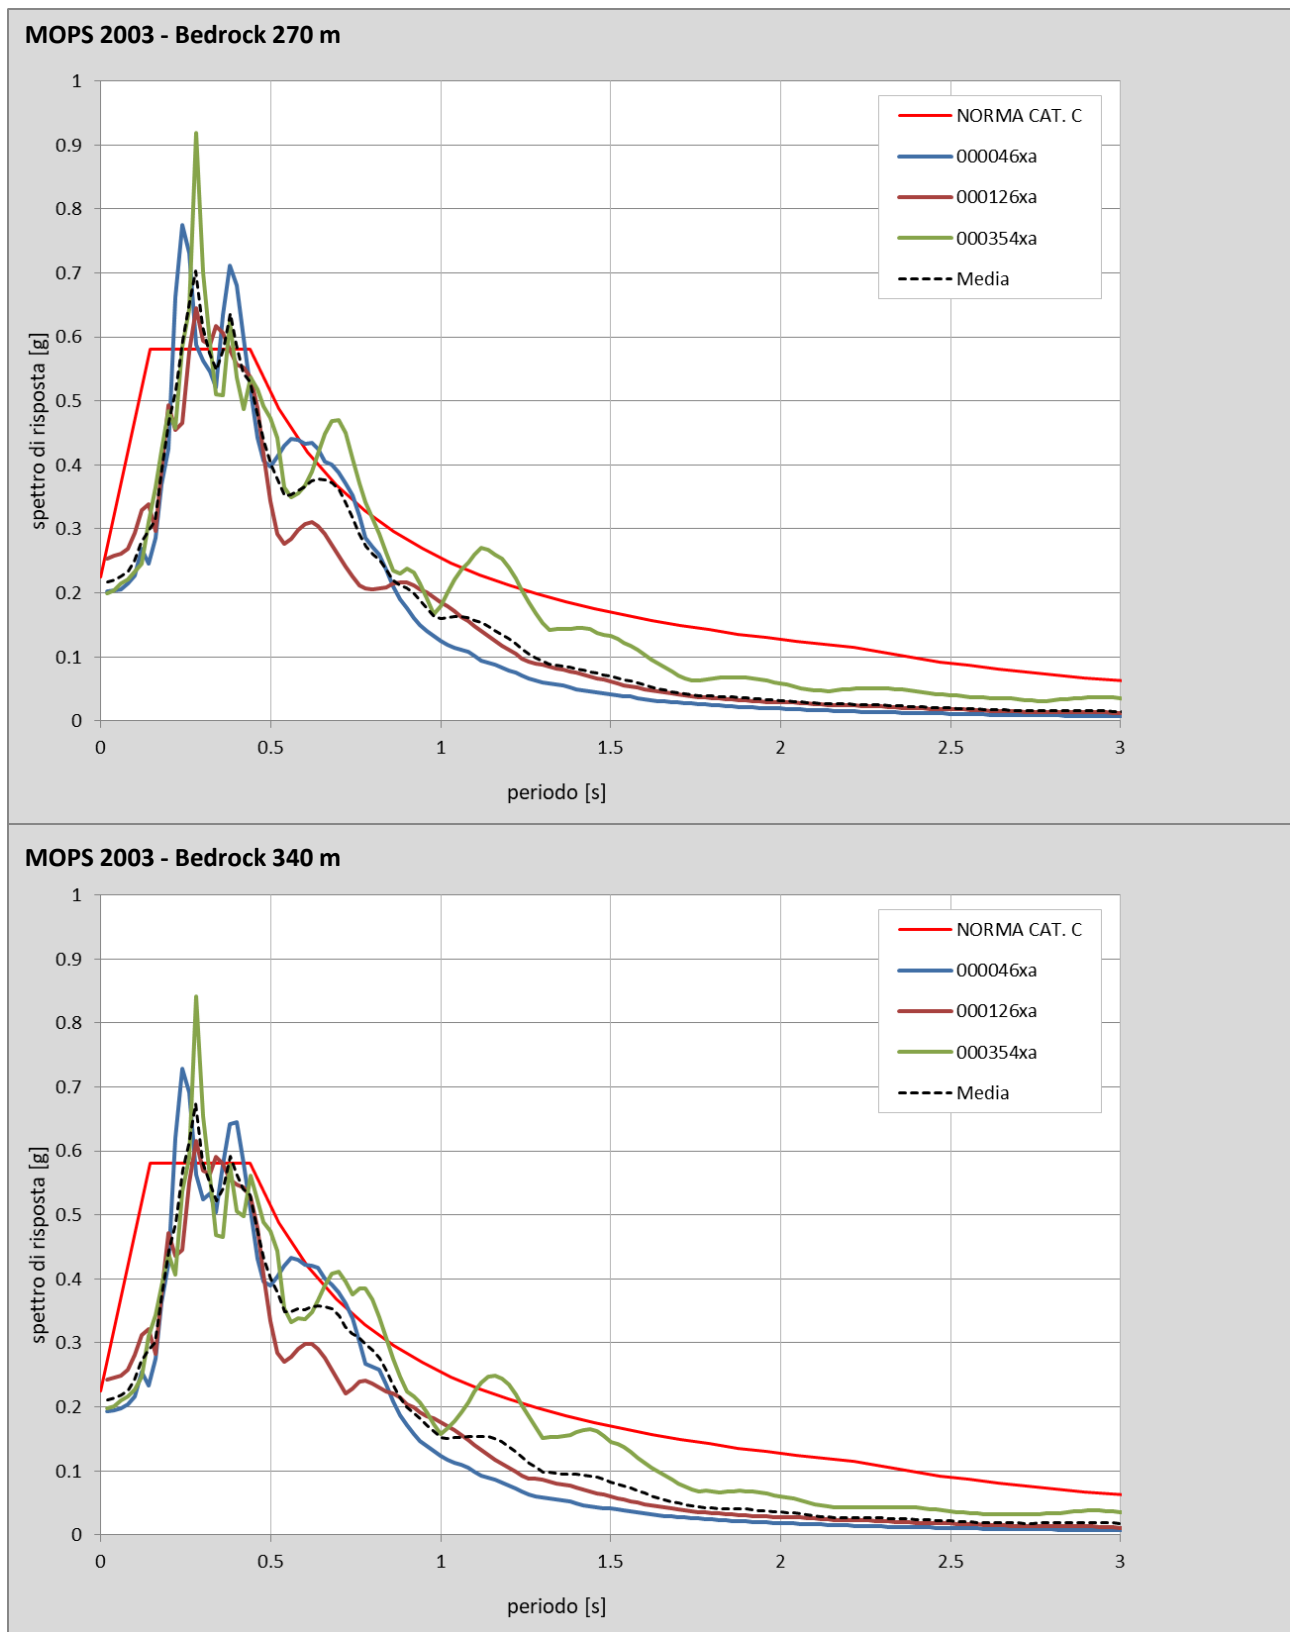 MOPS 2003 - Bedrock 270 m
1
0.9
0.8
0.7
0.6
0.5
0.4
0.3
0.2
0.1
0
spettro di risposta [g]
NORMA CAT. C
000046xa
000126xa
000354xa
Media
0 0.5 1 1.5 2 2.5 3
periodo [s]
MOPS 2003 - Bedrock 340 m
1
0.9
0.8
0.7
0.6
0.5
0.4
0.3
0.2
0.1
0
spettro di risposta [g]
NORMA CAT. C
000046xa
000126xa
000354xa
Media
0 0.5 1 1.5 2 2.5 3
periodo [s]